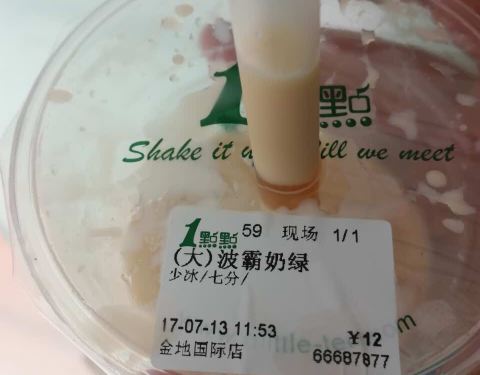 1點
Shake it ill we meet
1點點 59 现场 1/1
(大)波霸奶绿
少冰/七分/
17-07-13 11:53 ¥12
金地国际店 66687877